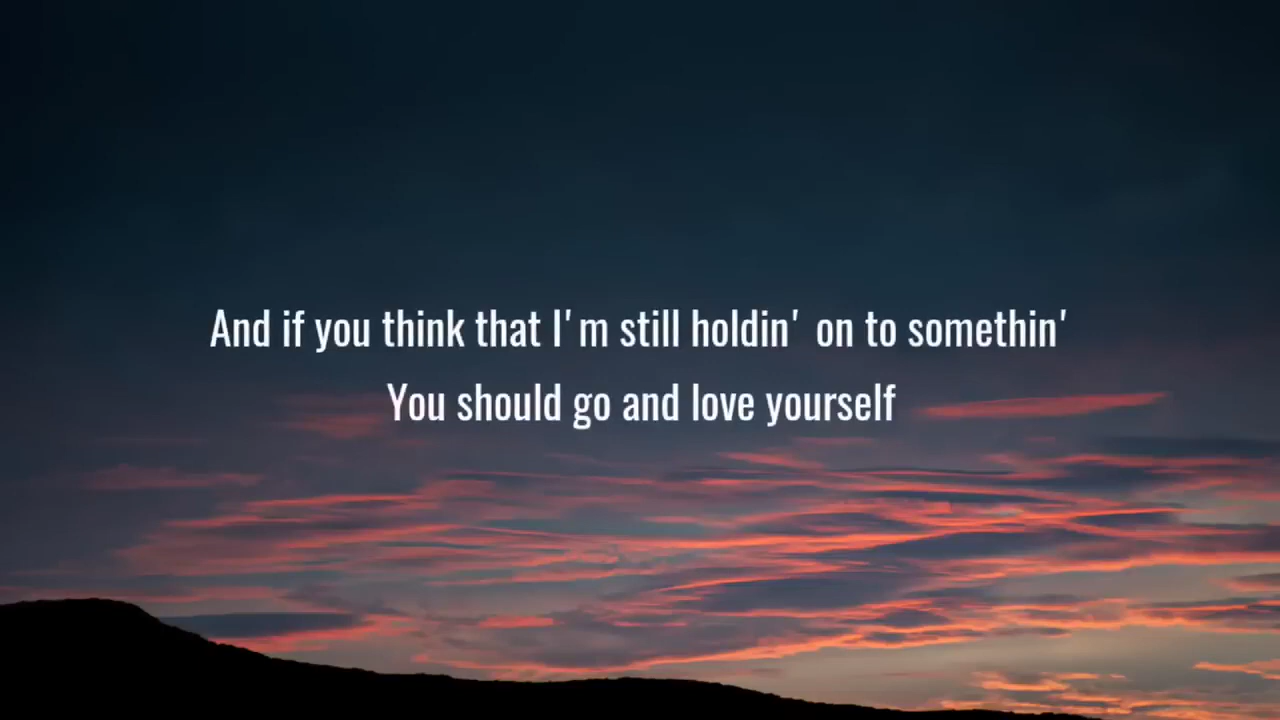 And if you think that I'm still holdin' on to somethin'
You should go and love yourself